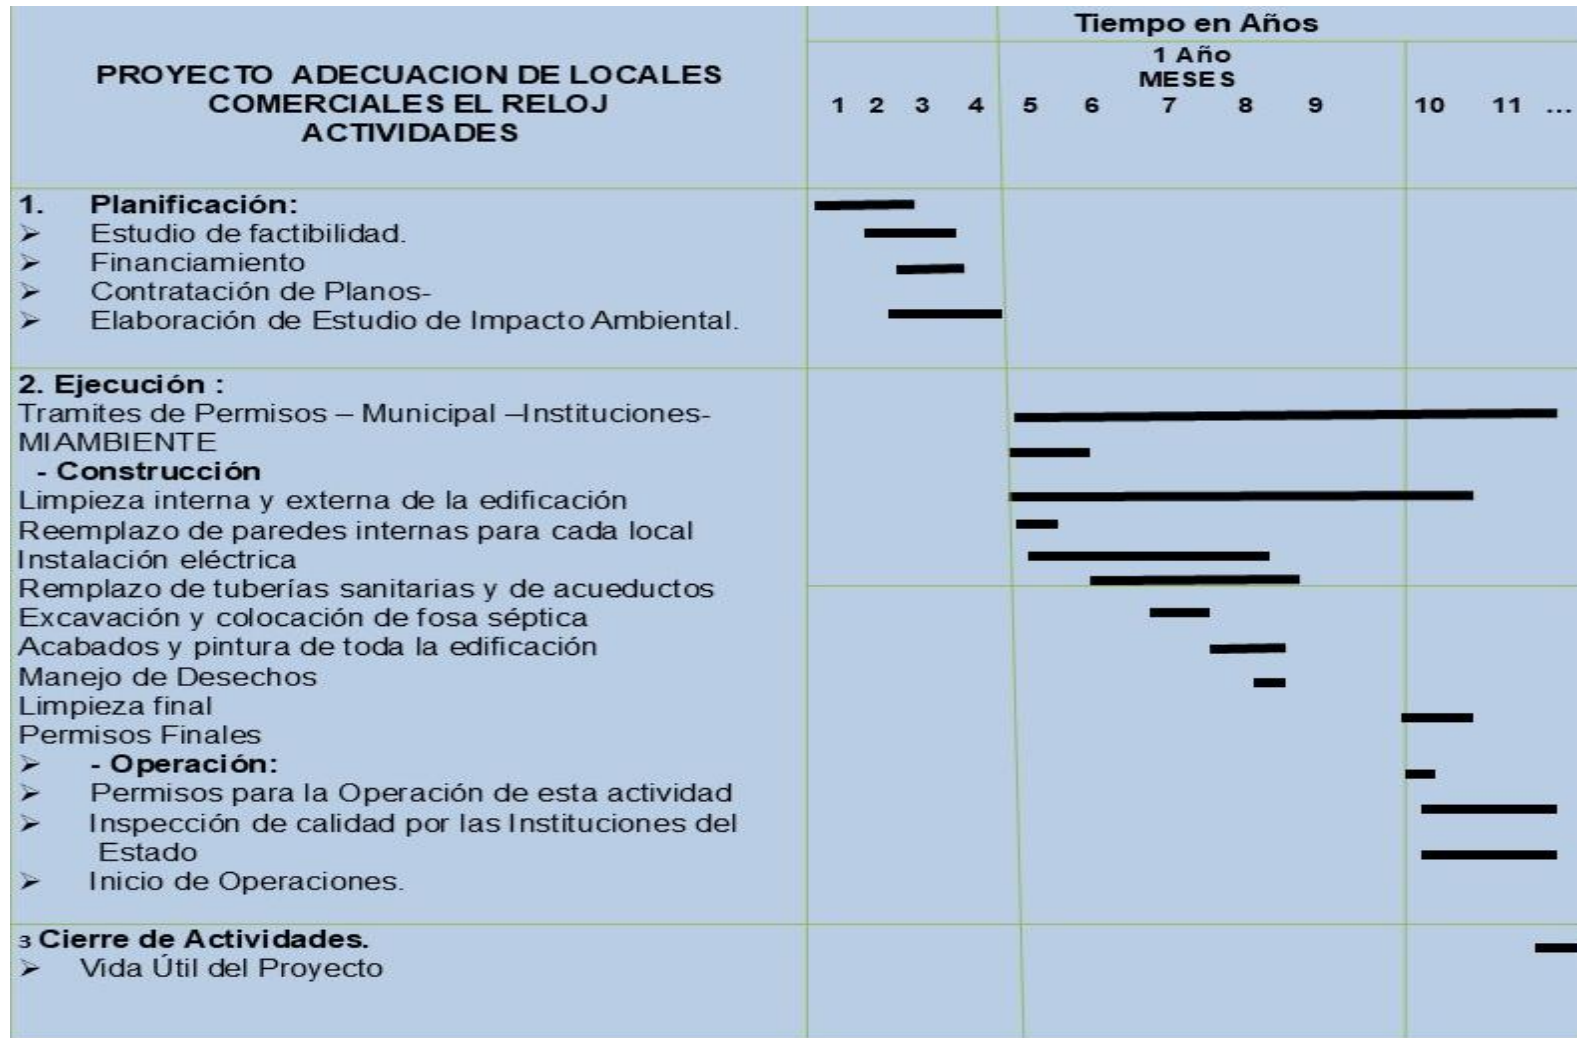 Tiempo en Años
1 Año
MESES
PROYECTO ADECUACION DE LOCALES
COMERCIALES EL RELOJ
ACTIVIDADES
1 2 3 4 5 6 7 8 9 10 11 ...
1. Planificación:
➢ Estudio de factibilidad.
➢ Financiamiento
➢ Contratación de Planos-
➢ Elaboración de Estudio de Impacto Ambiental.
2. Ejecución :
Tramites de Permisos – Municipal –Instituciones-
MIAMBIENTE
- Construcción
Limpieza interna y externa de la edificación
Reemplazo de paredes internas para cada local
Instalación eléctrica
Remplazo de tuberías sanitarias y de acueductos
Excavación y colocación de fosa séptica
Acabados y pintura de toda la edificación
Manejo de Desechos
Limpieza final
Permisos Finales
➢ - Operación:
➢ Permisos para la Operación de esta actividad
➢ Inspección de calidad por las Instituciones del
Estado
➢ Inicio de Operaciones.
3 Cierre de Actividades.
➢ Vida Útil del Proyecto